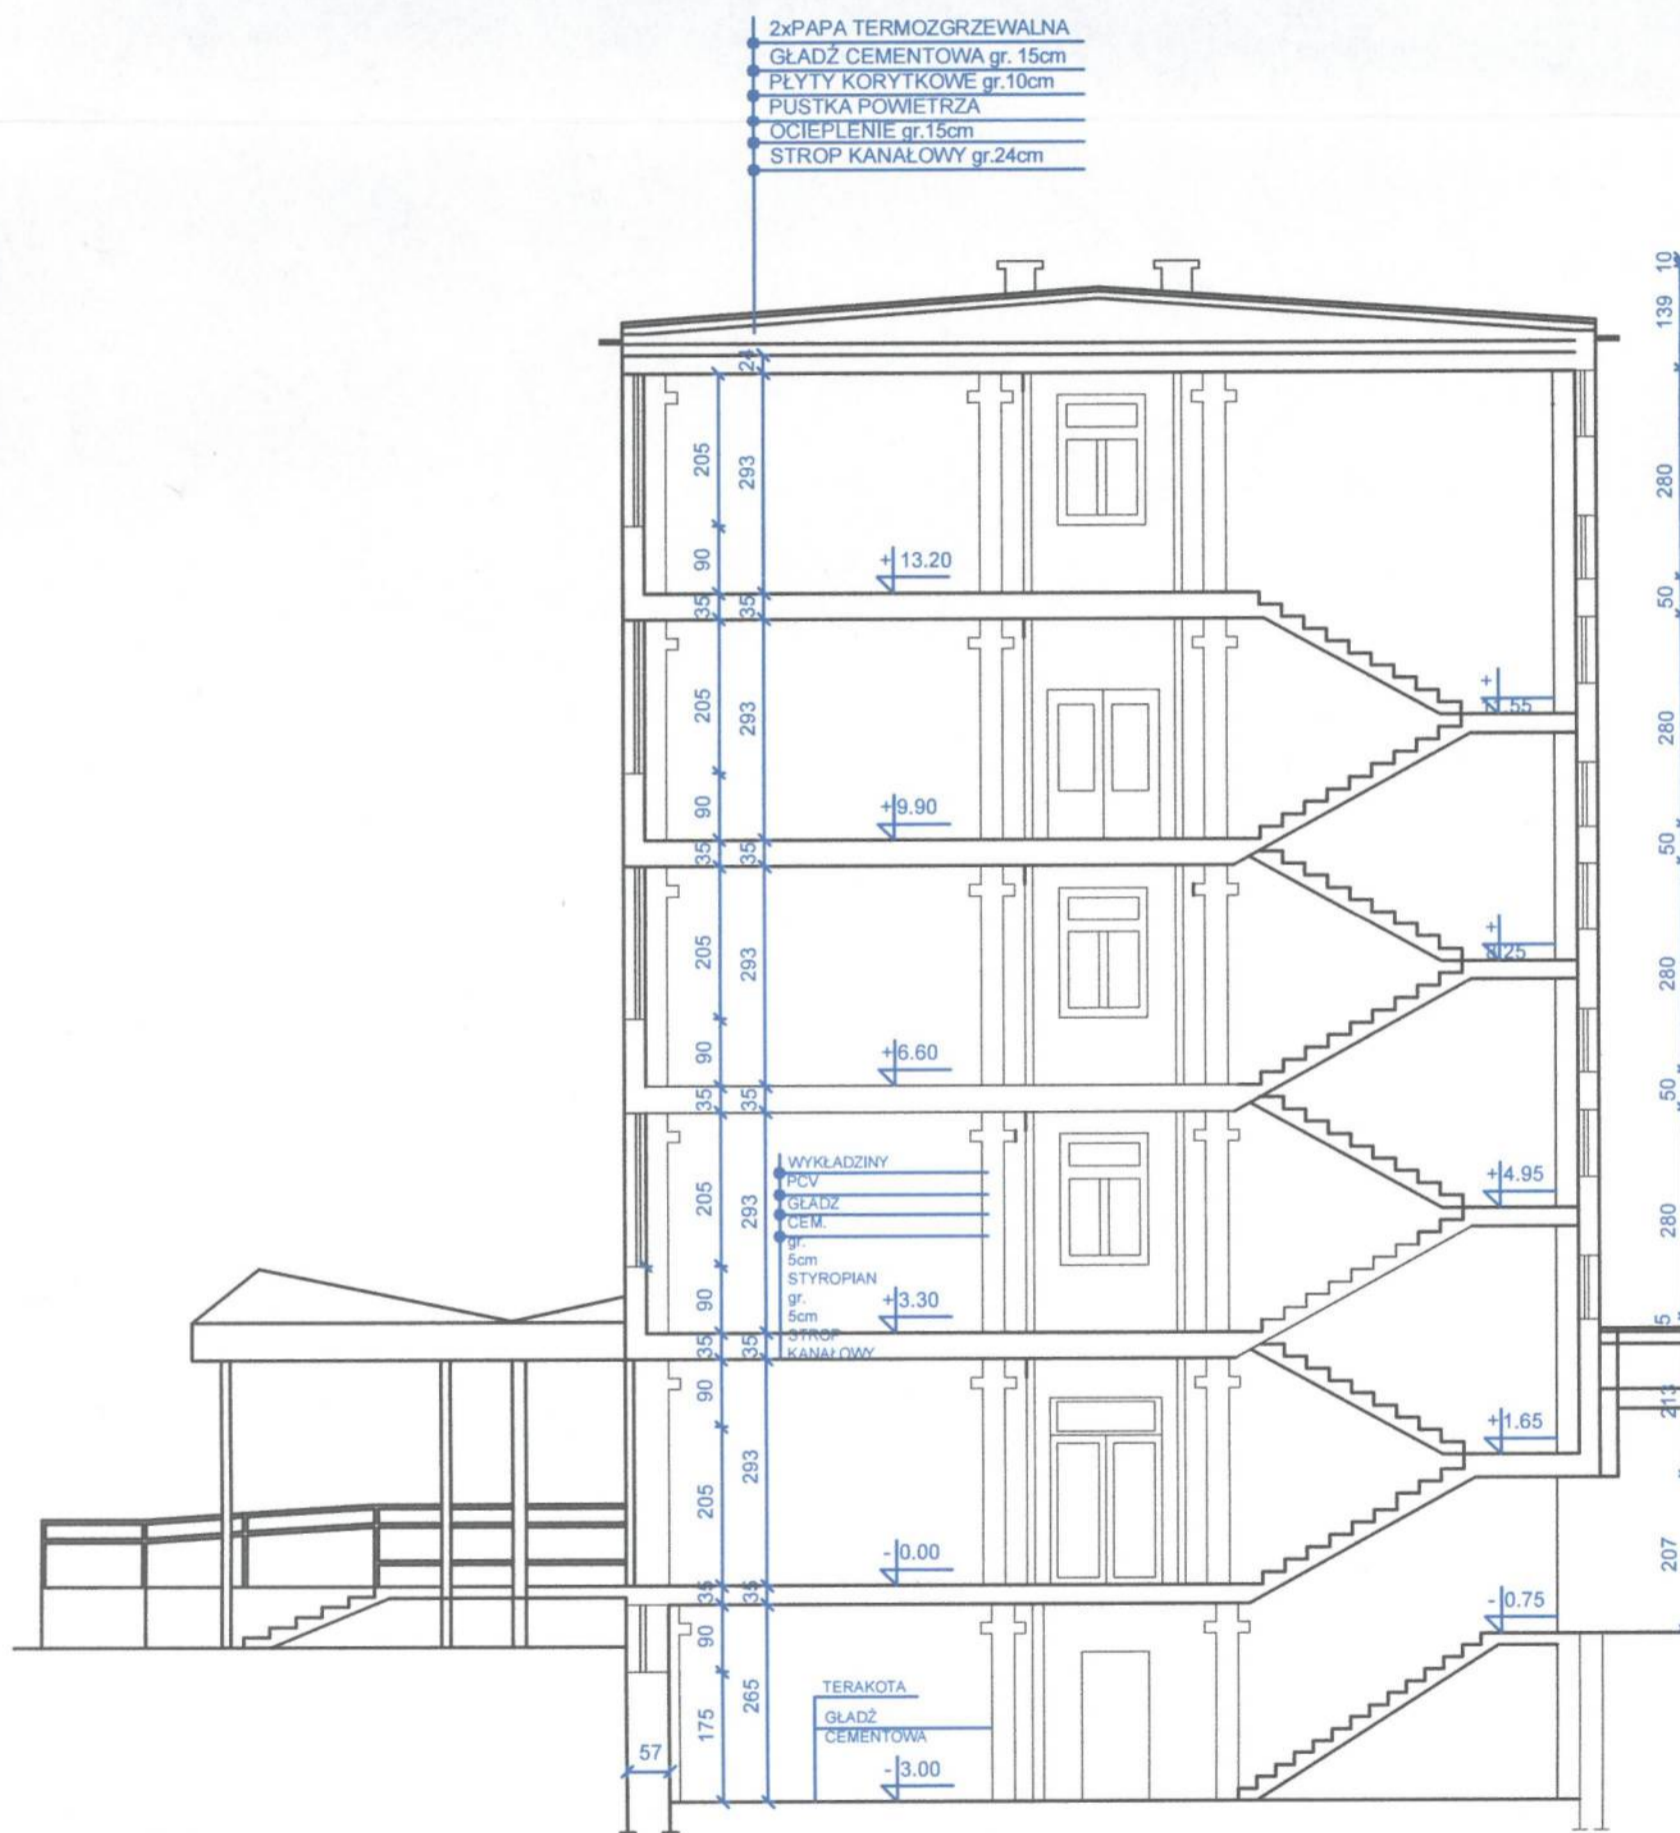 2xPAPA TERMOZGRZEWALNA
GŁADŹ CEMENTOWA gr. 15cm
PŁYTY KORYTKOWE gr.10cm
PUSTKA POWIETRZA
OCIEPLENIE gr.15cm
STROP KANAŁOWY gr.24cm
10
139
24
205
293
280
90
+13.20
35
35
50
205
293
+
280
90
+9.90
35
35
50
205
293
+
8.25
280
90
+6.60
35
35
50
WYKŁADZINY
PCV
GŁADZ
CEM.
gr.
5cm
STYROPIAN
gr.
5cm
STROP
KANAŁOWY
205
293
+4.95
280
90
+3.30
35
35
5
90
213
+1.65
293
205
- 0.00
207
35
35
- 0.75
90
265
175
TERAKOTA
GŁADŹ
CEMENTOWA
57
- 3.00